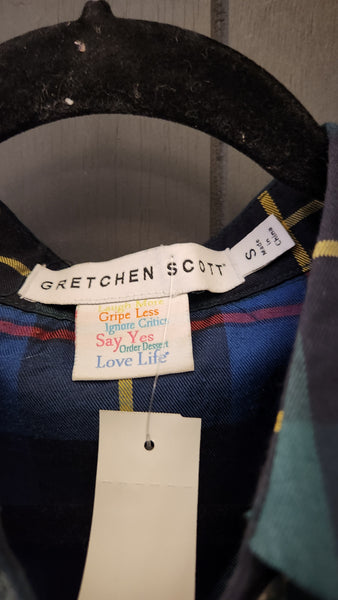 GRETCHEN SCOTT
S
Made
in
China
Laugh More
Gripe Less
Ignore Critics
Say Yes
Order Dessert
Love Life